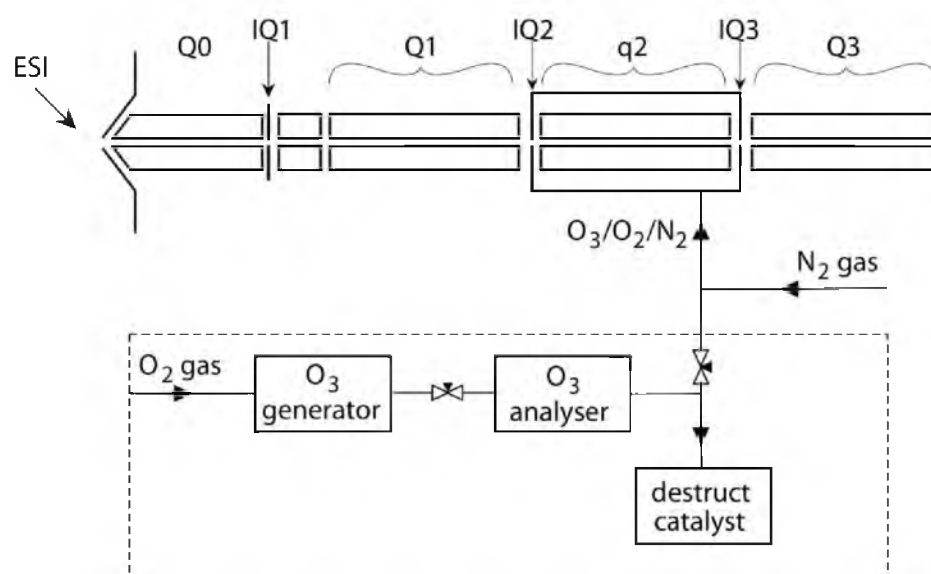 ESI
Q0
IQ1
Q1
IQ2
q2
IQ3
Q3
O3/O2/N2
N2 gas
O2 gas
O3
generator
O3
analyser
destruct
catalyst